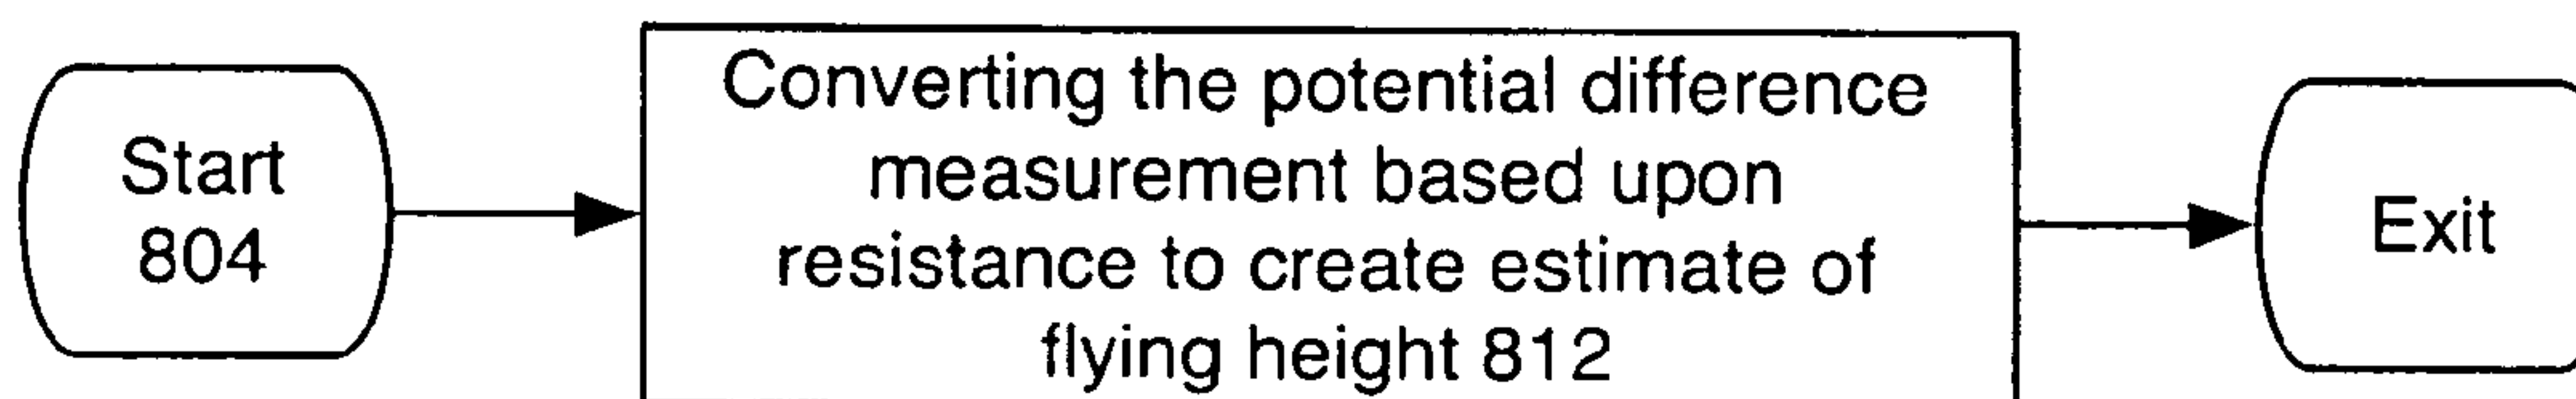 Start
804
Converting the potential difference
measurement based upon
resistance to create estimate of
flying height 812
Exit